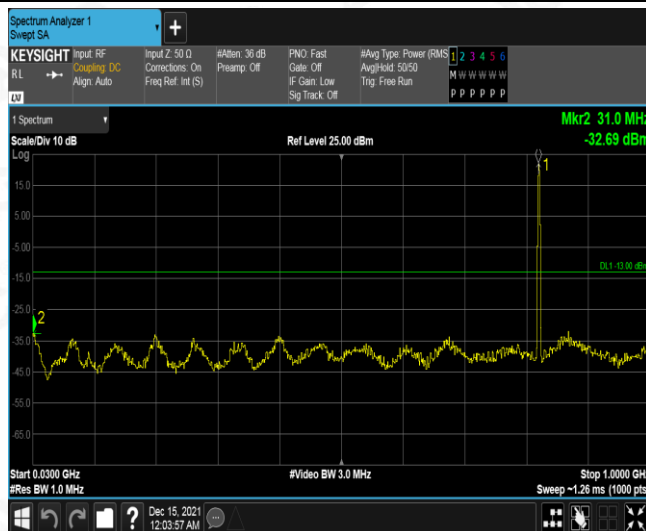 Spectrum Analyzer 1
Swept SA
KEYSIGHT Input: RF Input Z: 50 Ω #Atten: 36 dB PNO: Fast #Avg Type: Power (RMS 1 2 3 4 5 6
RL Coupling: DC Corrections: On Preamp: Off Gate: Off Avg|Hold: 50/50 M W W W W W
Align: Auto Freq Ref: Int (S) IF Gain: Low Trig: Free Run
LXI Sig Track: Off P P P P P P
1 Spectrum Mkr2 31.0 MHz
Scale/Div 10 dB Ref Level 25.00 dBm -32.69 dBm
Log
1
15.0
5.00
-5.00
DL1 -13.00 dBm
-15.0
-25.0
2
-35.0
-45.0
-55.0
-65.0
Start 0.0300 GHz #Video BW 3.0 MHz Stop 1.0000 GHz
#Res BW 1.0 MHz Sweep ~1.26 ms (1000 pts
? Dec 15, 2021
12:03:57 AM